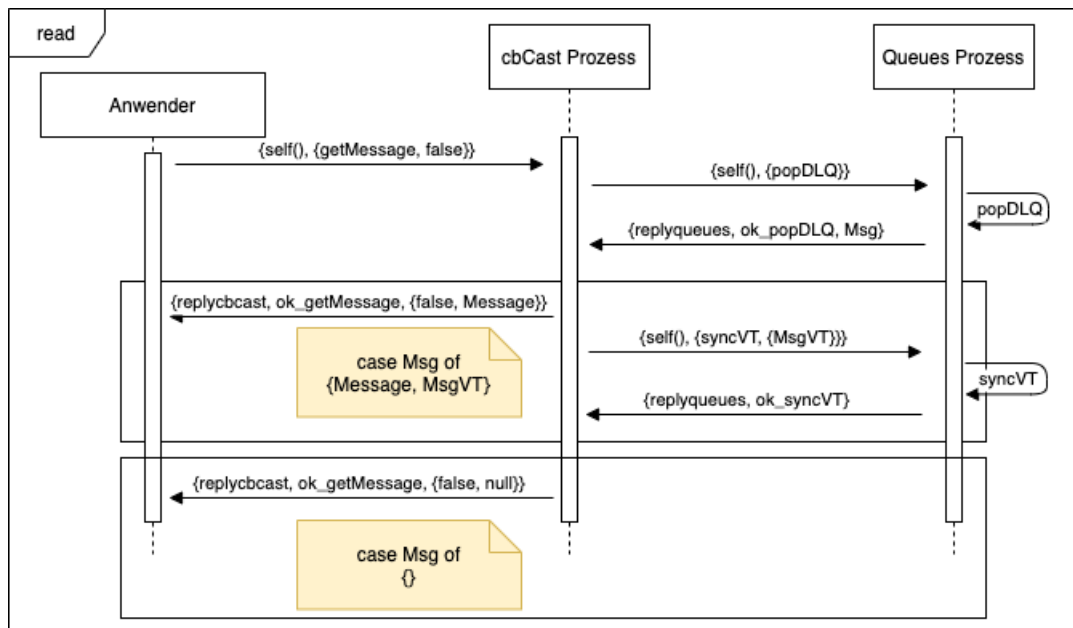 read
cbCast Prozess
Queues Prozess
Anwender
{self(), {getMessage, false}}
{self(), {popDLQ}}
popDLQ
{replyqueues, ok_popDLQ, Msg}
{replycbcast, ok_getMessage, {false, Message}}
{self(), {syncVT, {MsgVT}}}
case Msg of
{Message, MsgVT}
syncVT
{replyqueues, ok_syncVT}
{replycbcast, ok_getMessage, {false, null}}
case Msg of
{}